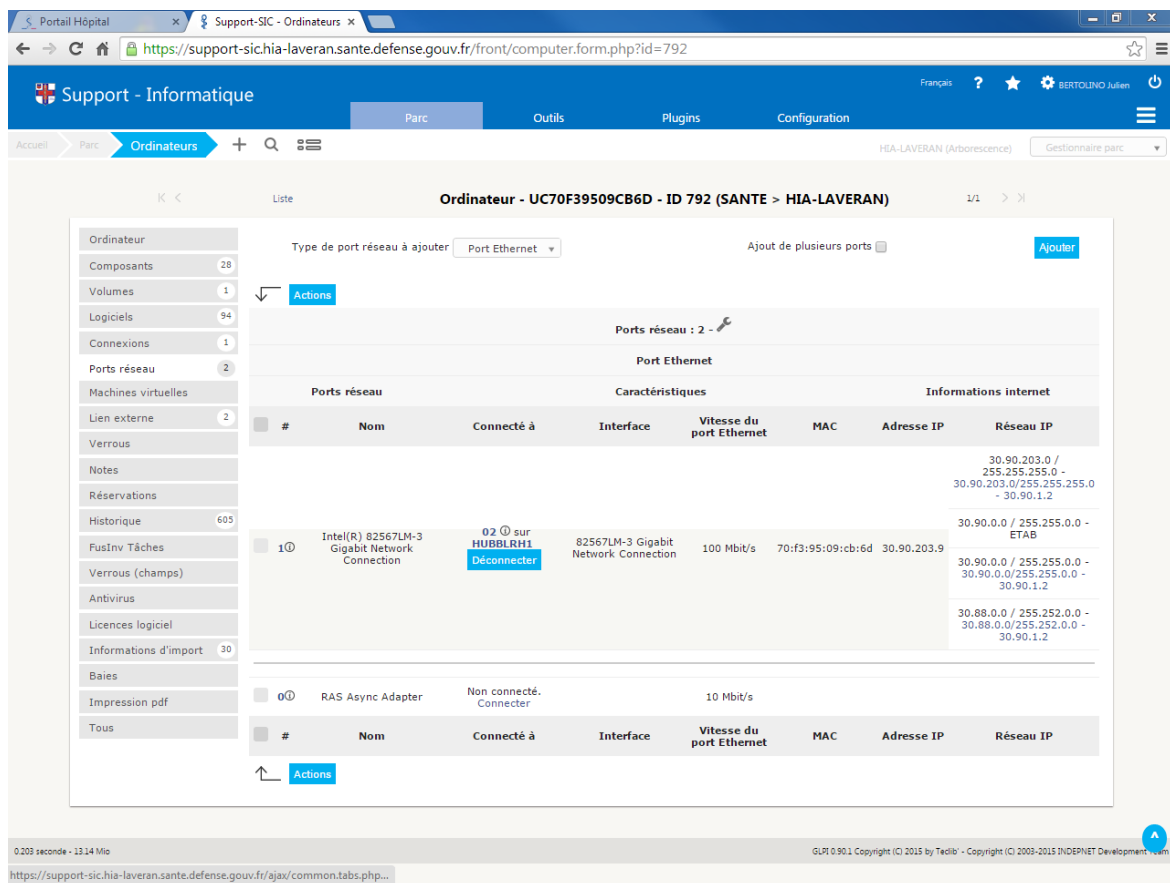 Portail Hôpital
Support-SIC - Ordinateurs
https://support-sic.hia-laveran.sante.defense.gouv.fr/front/computer.form.php?id=792
Support - Informatique
Français ? BERTOLINO Julien
Parc Outils Plugins Configuration
Accueil Parc Ordinateurs HIA-LAVERAN (Arborescence) Gestionnaire parc
Liste Ordinateur - UC70F39509CB6D - ID 792 (SANTE > HIA-LAVERAN) 1/1
Ordinateur
Composants 28
Volumes 1
Logiciels 94
Connexions 1
Ports réseau 2
Machines virtuelles
Lien externe 2
Verrous
Notes
Réservations
Historique 605
FusInv Tâches
Verrous (champs)
Antivirus
Licences logiciel
Informations d'import 30
Baies
Impression pdf
Tous
Type de port réseau à ajouter Port Ethernet Ajout de plusieurs ports Ajouter
Actions
Ports réseau : 2 -
Port Ethernet
Ports réseau Caractéristiques Informations internet
# Nom Connecté à Interface Vitesse du port Ethernet MAC Adresse IP Réseau IP
1 Intel(R) 82567LM-3 Gigabit Network Connection
02 sur HUBBLRH1
Déconnecter
82567LM-3 Gigabit Network Connection
100 Mbit/s 70:f3:95:09:cb:6d 30.90.203.9
30.90.203.0 /
255.255.255.0 -
30.90.203.0/255.255.255.0
- 30.90.1.2
30.90.0.0 / 255.255.0.0 -
ETAB
30.90.0.0 / 255.255.0.0 -
30.90.0.0/255.255.0.0 -
30.90.1.2
30.88.0.0 / 255.252.0.0 -
30.88.0.0/255.252.0.0 -
30.90.1.2
0 RAS Async Adapter Non connecté. Connecter 10 Mbit/s
# Nom Connecté à Interface Vitesse du port Ethernet MAC Adresse IP Réseau IP
Actions
0.203 seconde - 13.14 Mio
GLPI 0.90.1 Copyright (C) 2015 by Teclib' - Copyright (C) 2003-2015 INDEPNET Development Team
https://support-sic.hia-laveran.sante.defense.gouv.fr/ajax/common.tabs.php...